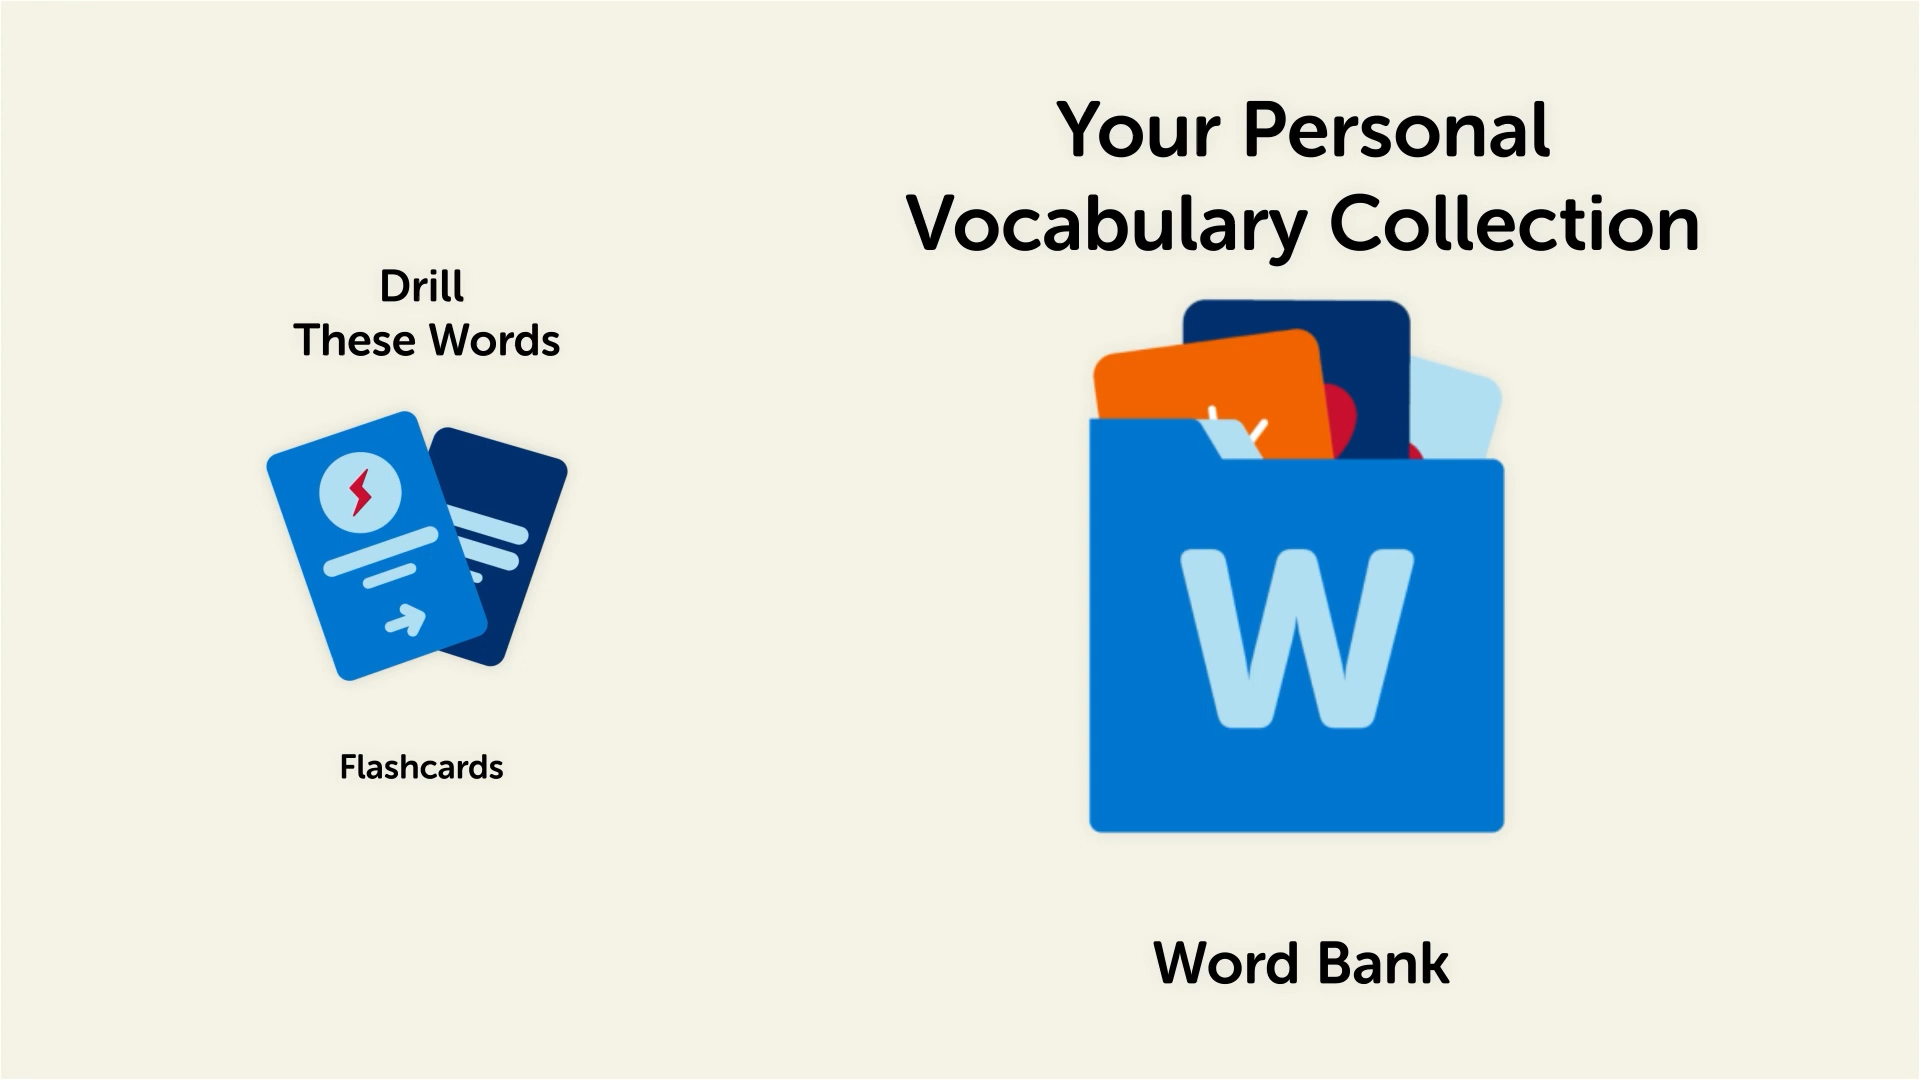 Drill
These Words
Flashcards
Your Personal
Vocabulary Collection
W
Word Bank